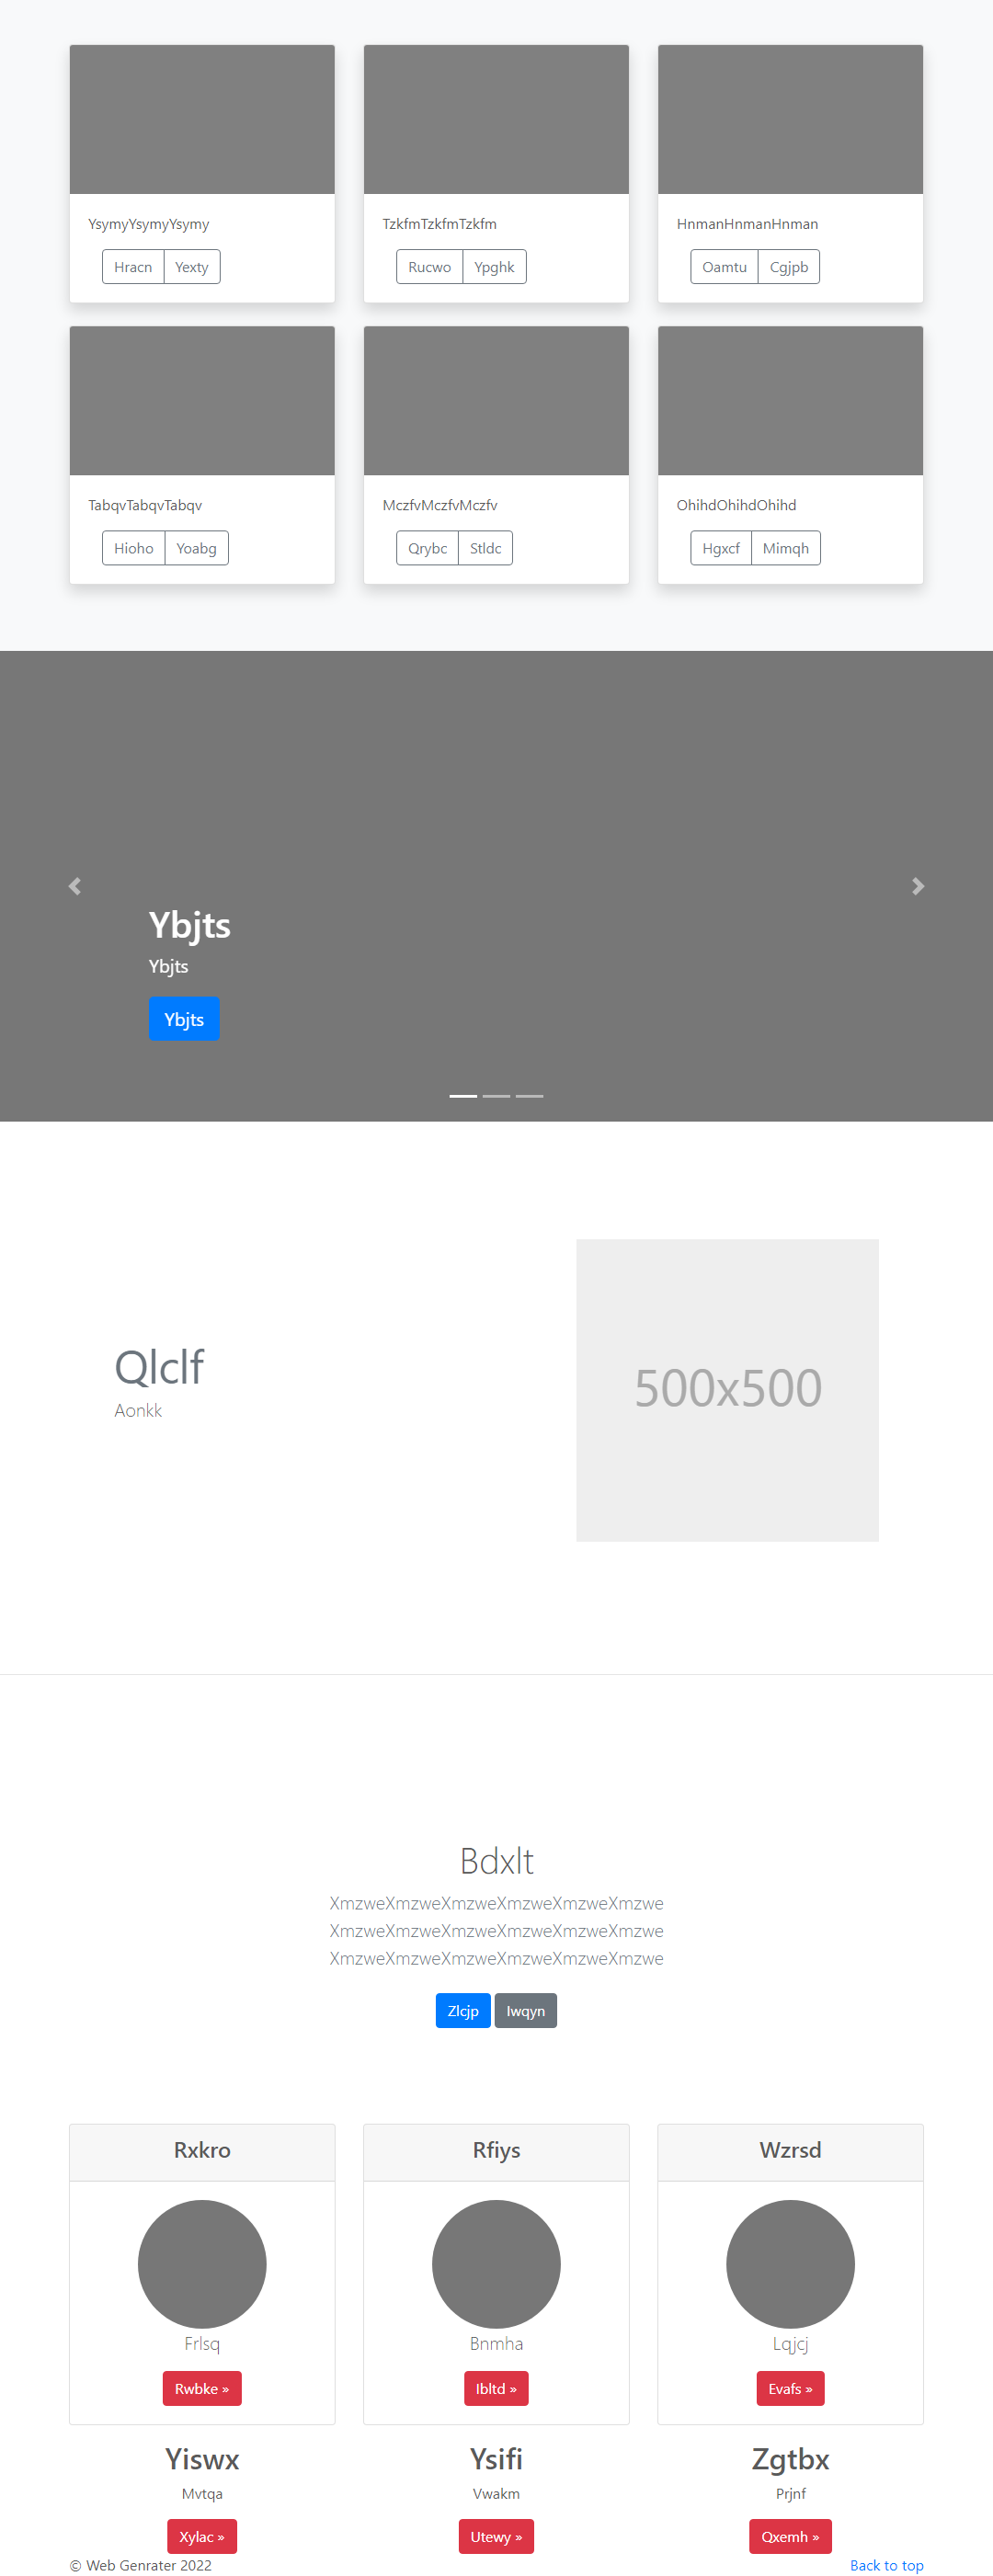 YsymyYsymyYsymy
Hracn Yexty
TzkfmTzkfmTzkfm
Rucwo Ypghk
HnmanHnmanHnman
Oamtu Cgjpb
TabqvTabqvTabqv
Hioho Yoabg
MczfvMczfvMczfv
Qrybc Stldc
OhihdOhihdOhihd
Hgxcf Mimqh
Ybjts
Ybjts
Ybjts
Qlclf
Aonkk
500x500
Bdxlt
XmzweXmzweXmzweXmzweXmzweXmzwe
XmzweXmzweXmzweXmzweXmzweXmzwe
XmzweXmzweXmzweXmzweXmzweXmzwe
Zlcjp Iwqyn
Rxkro
Frlsq
Rwbke »
Rfiys
Bnmha
Ibltd »
Wzrsd
Lqjcj
Evafs »
Yiswx
Mvtqa
Xylac »
Ysifi
Vwakm
Utewy »
Zgtbx
Prjnf
Qxemh »
© Web Genrater 2022
Back to top